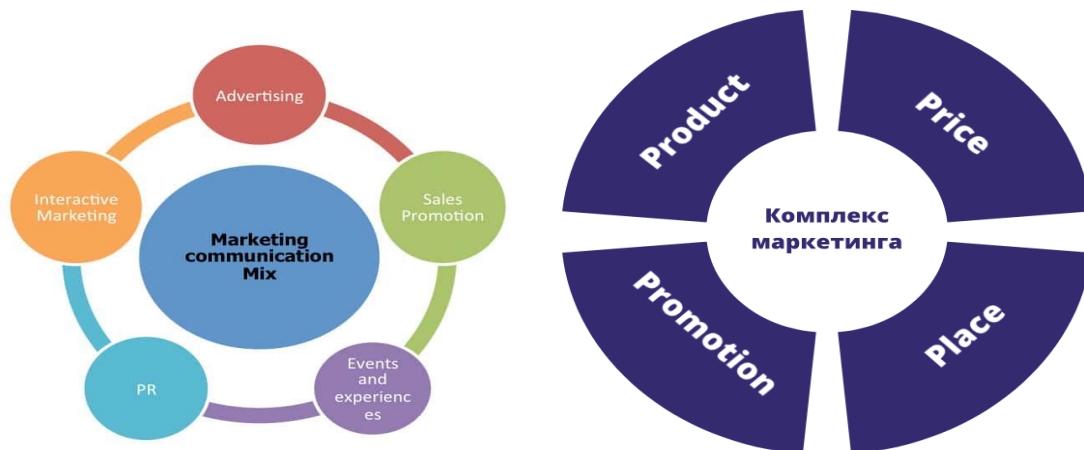 Advertising
Interactive
Marketing
Sales
Promotion
Marketing
communication
Mix
PR
Events
and
experienc
es
Product
Price
Комплекс
маркетинга
Promotion
Place